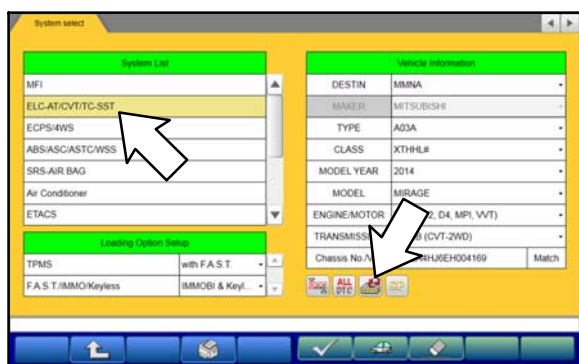 System select
System List
MFI
ELC-AT/CVT/TC-SST
ECPS/4WS
ABS/ASC/ASTC/WSS
SRS-AIR BAG
Air Conditioner
ETACS
Loading Option Setup
TPMS with F.A.S.T.
F.A.S.T./IMMO/Keyless IMMOBI & Keyl...
Vehicle Information
DESTIN MMNA
MAKER MITSUBISHI
TYPE A03A
CLASS XTHHL#
MODEL YEAR 2014
MODEL MIRAGE
ENGINE/MOTOR 2, D4, MPI, VVT)
(CVT-2WD)
Chassis No. 4HJ6EH004169 Match
ALL DTC